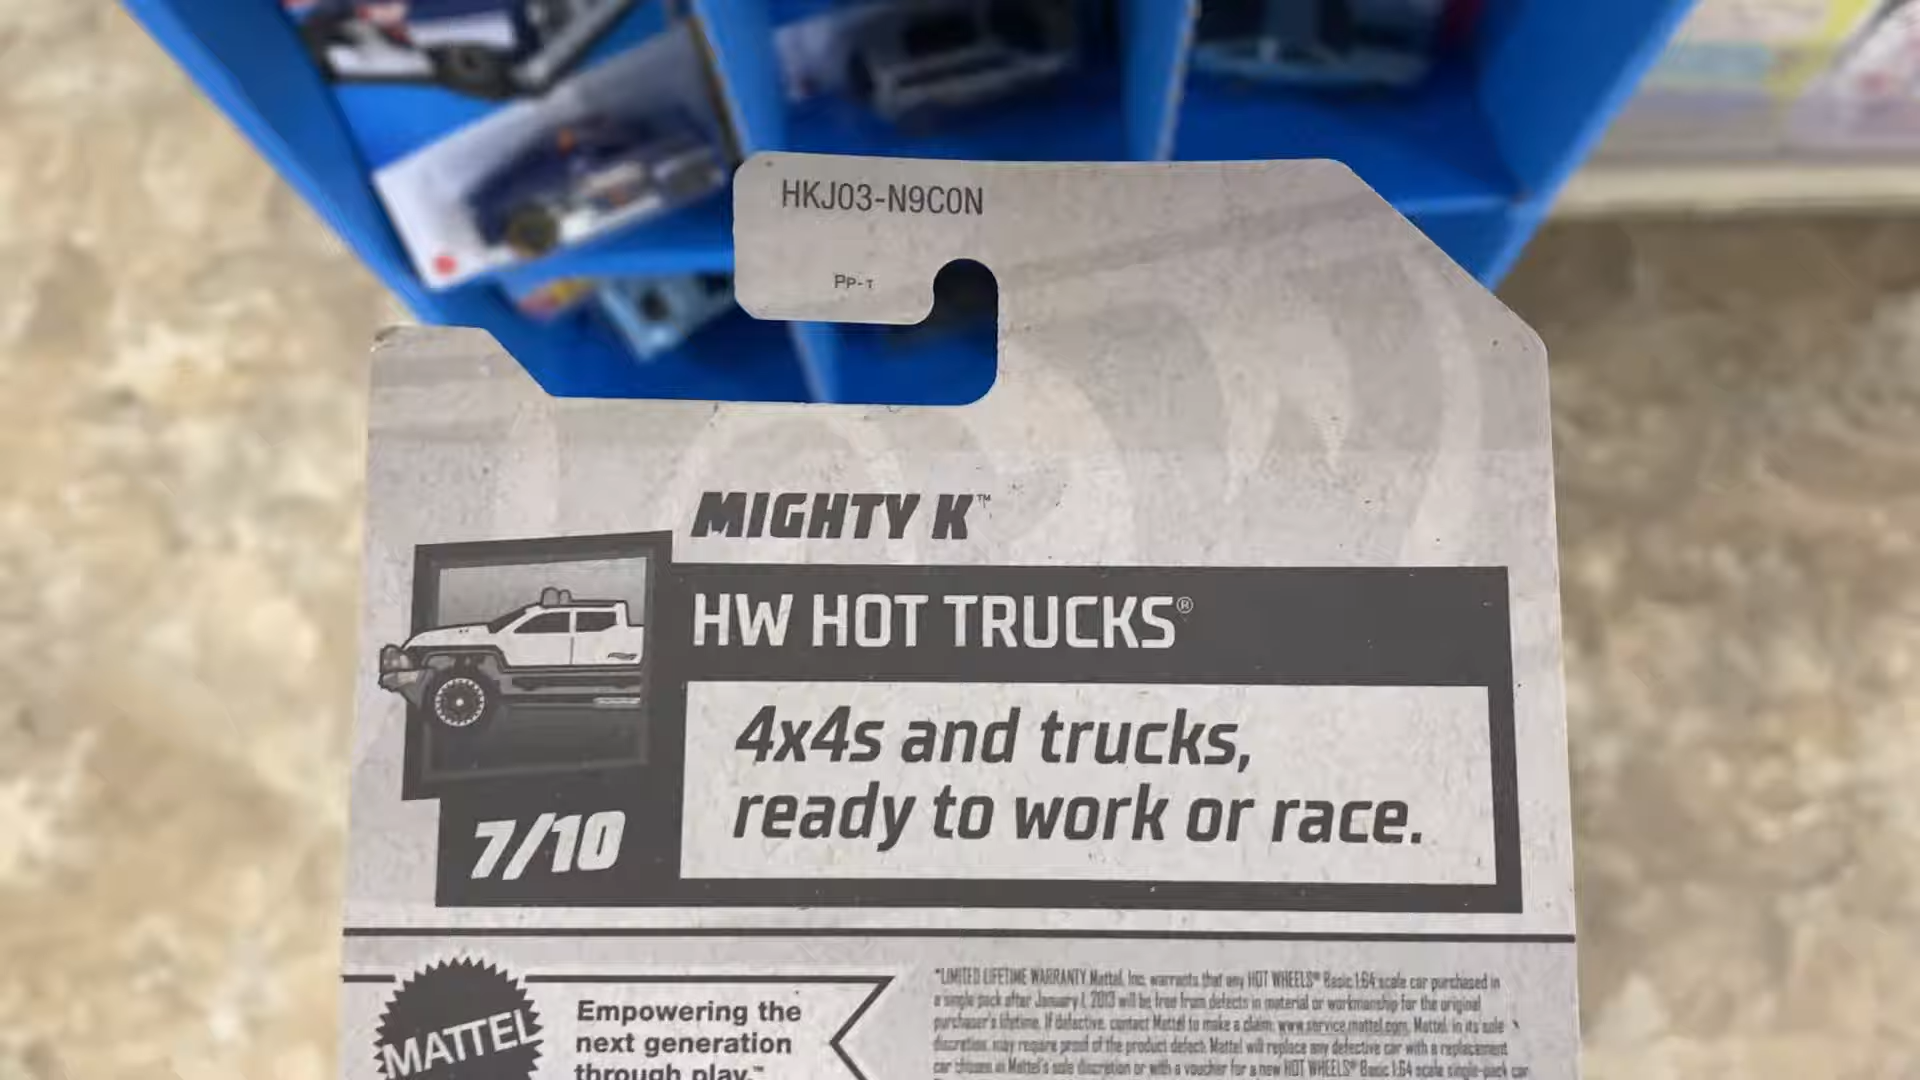 HKJ03-N9C0N
PP-T
MIGHTY K™
HW HOT TRUCKS®
4x4s and trucks,
ready to work or race.
7/10
MATTEL
Empowering the
next generation
through play.™
*LIMITED LIFETIME WARRANTY Mattel, Inc. warrants that any HOT WHEELS® Basic 1:64 scale car purchased in
a single pack after January 1, 2013 will be free from defects in material or workmanship for the original
purchaser's lifetime. If defective, contact Mattel to make a claim: www.service.mattel.com. Mattel, in its sole
discretion, may require proof of the product defect. Mattel will replace any defective car with a replacement
car chosen in Mattel's sole discretion or with a voucher for a new HOT WHEELS® Basic 1:64 scale single-pack car